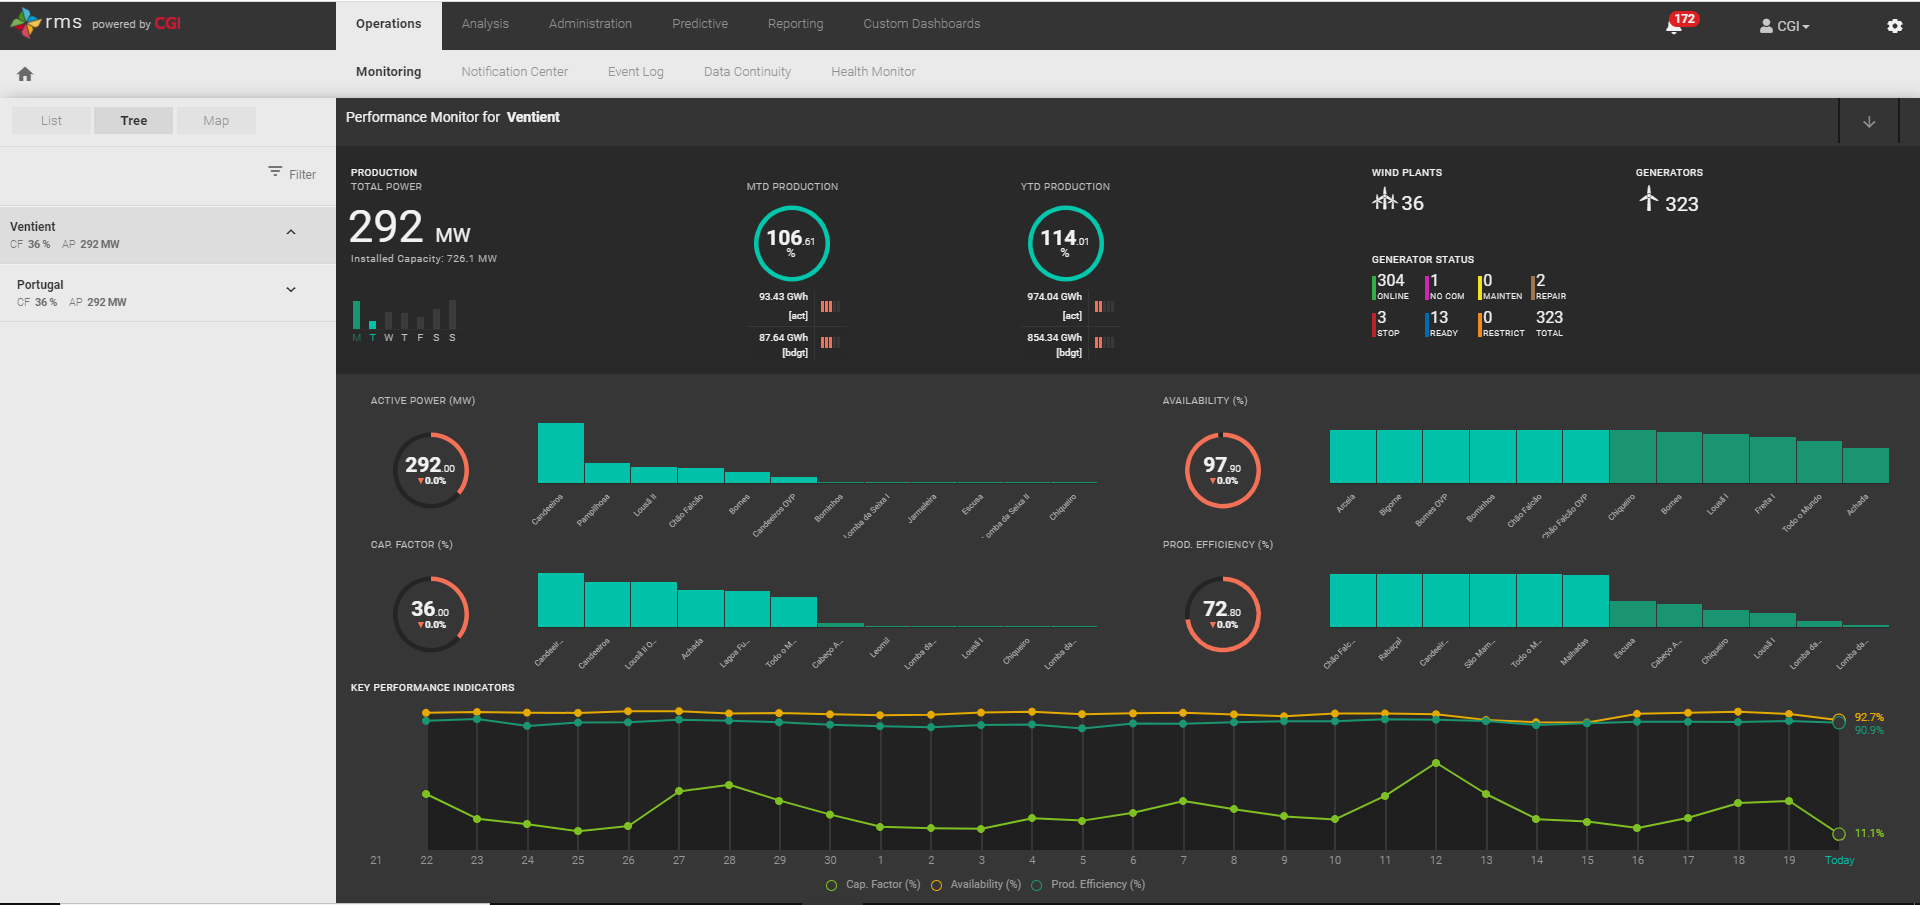 rms powered by CGI
Operations
Analysis
Administration
Predictive
Reporting
Custom Dashboards
172
CGI
Monitoring
Notification Center
Event Log
Data Continuity
Health Monitor
List
Tree
Map
Filter
Ventient
CF 36 % AP 292 MW
Portugal
CF 36 % AP 292 MW
Performance Monitor for Ventient
PRODUCTION
TOTAL POWER
292 MW
Installed Capacity: 726.1 MW
M T W T F S S
MTD PRODUCTION
106.61
%
93.43 GWh
[act]
87.64 GWh
[bdgt]
YTD PRODUCTION
114.01
%
974.04 GWh
[act]
854.34 GWh
[bdgt]
WIND PLANTS
36
GENERATORS
323
GENERATOR STATUS
304 ONLINE
1 NO COM
0 MAINTEN
2 REPAIR
3 STOP
13 READY
0 RESTRICT
323 TOTAL
ACTIVE POWER (MW)
292.00
▼0.0%
Candeeiros
Pampilhosa
Lousã II
Chão Falcão
Bornes
Candeeiros OVP
Borninhos
Lomba da Seixa I
Jarmeleira
Escusa
Lomba da Seixa II
Chiqueiro
AVAILABILITY (%)
97.90
▼0.0%
Arcela
Bigorne
Bornes OVP
Borninhos
Chão Falcão
Chão Falcão OVP
Chiqueiro
Bornes
Lousã I
Freita I
Todo o Mundo
Achada
CAP. FACTOR (%)
36.00
▼0.0%
Candeeir...
Candeeiros
Lousã II O...
Achada
Lagoa Fu...
Todo o M...
Cabeço A...
Leomil
Lomba da...
Lousã I
Chiqueiro
Lomba da...
PROD. EFFICIENCY (%)
72.80
▼0.0%
Chão Falc...
Rabaçal
Candeeir...
São Mam...
Todo o M...
Malhadas
Escusa
Cabeço A...
Chiqueiro
Lousã I
Lomba da...
Lomba da...
KEY PERFORMANCE INDICATORS
92.7%
90.9%
11.1%
21 22 23 24 25 26 27 28 29 30 1 2 3 4 5 6 7 8 9 10 11 12 13 14 15 16 17 18 19 Today
Cap. Factor (%) Availability (%) Prod. Efficiency (%)